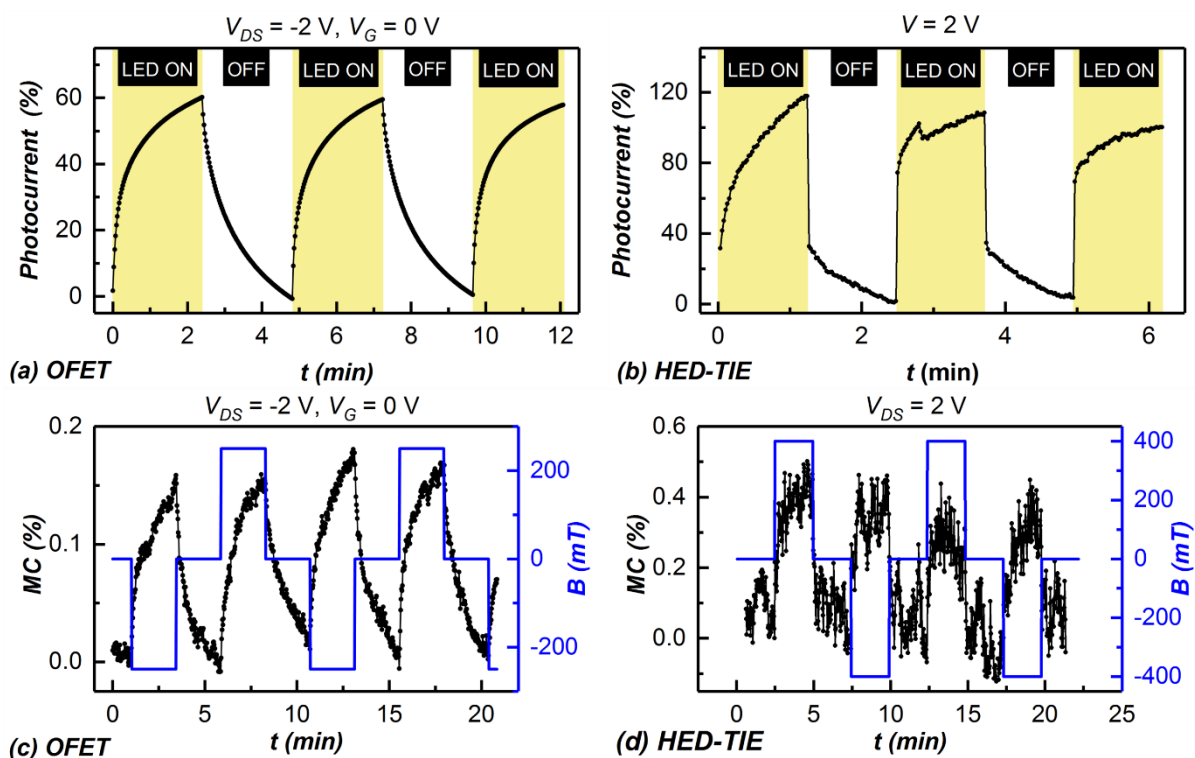 V_DS = -2 V, V_G = 0 V
LED ON OFF LED ON OFF LED ON
60
40
20
0
Photocurrent (%)
0 2 4 6 8 10 12
t (min)
(a) OFET
V = 2 V
LED ON OFF LED ON OFF LED ON
120
80
40
0
Photocurrent (%)
0 2 4 6
t (min)
(b) HED-TIE
V_DS = -2 V, V_G = 0 V
0.2
0.1
0.0
MC (%)
200
0
-200
B (mT)
0 5 10 15 20
t (min)
(c) OFET
V_DS = 2 V
0.6
0.4
0.2
0.0
MC (%)
400
200
0
-200
-400
B (mT)
0 5 10 15 20 25
t (min)
(d) HED-TIE